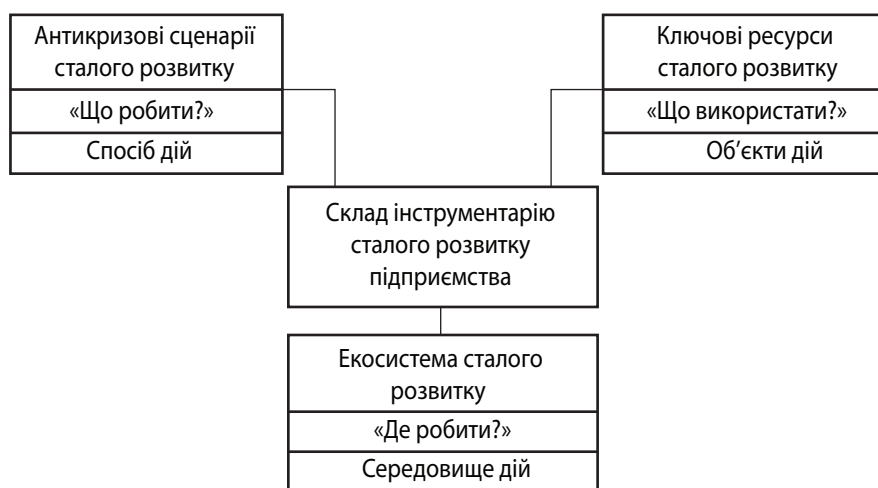 Антикризові сценарії
сталого розвитку
«Що робити?»
Спосіб дій
Ключові ресурси
сталого розвитку
«Що використати?»
Об’єкти дій
Склад інструментарію
сталого розвитку
підприємства
Екосистема сталого
розвитку
«Де робити?»
Середовище дій